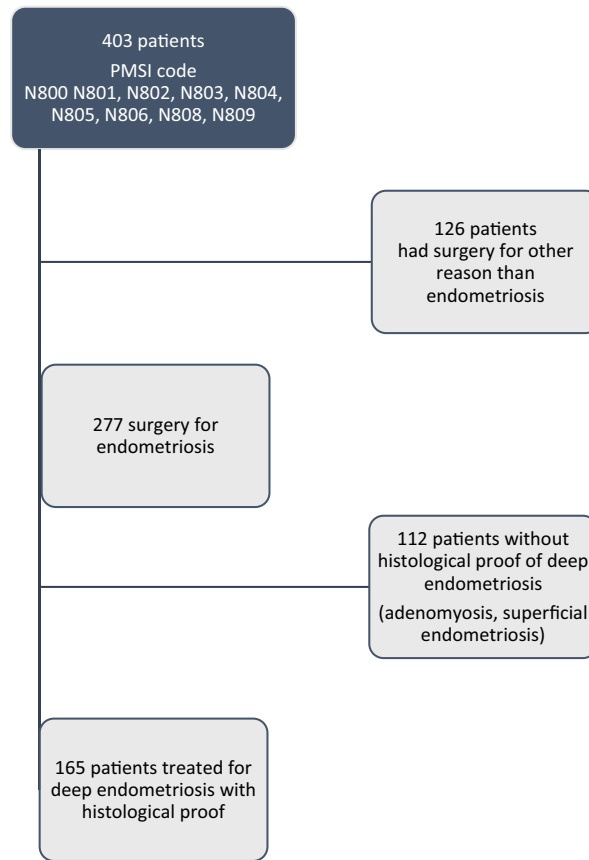 403 patients
PMSI code
N800 N801, N802, N803, N804,
N805, N806, N808, N809
126 patients
had surgery for other
reason than
endometriosis
277 surgery for
endometriosis
112 patients without
histological proof of deep
endometriosis
(adenomyosis, superficial
endometriosis)
165 patients treated for
deep endometriosis with
histological proof